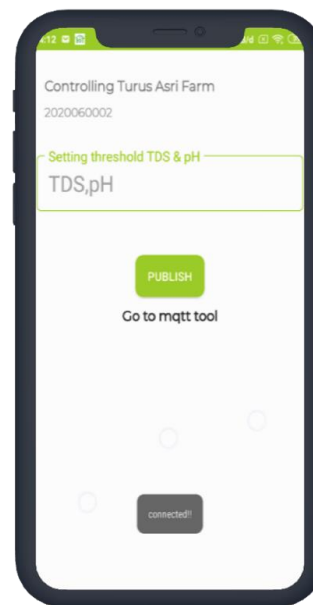 Controlling Turus Asri Farm
2020060002
Setting threshold TDS & pH
TDS,pH
PUBLISH
Go to mqtt tool
connected!!